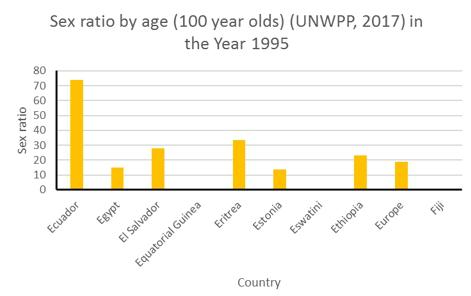 Sex ratio by age (100 year olds) (UNWPP, 2017) in
the Year 1995
80
70
60
50
40
30
20
10
0
Sex ratio
Ecuador
Egypt
El Salvador
Equatorial Guinea
Eritrea
Estonia
Eswatini
Ethiopia
Europe
Fiji
Country